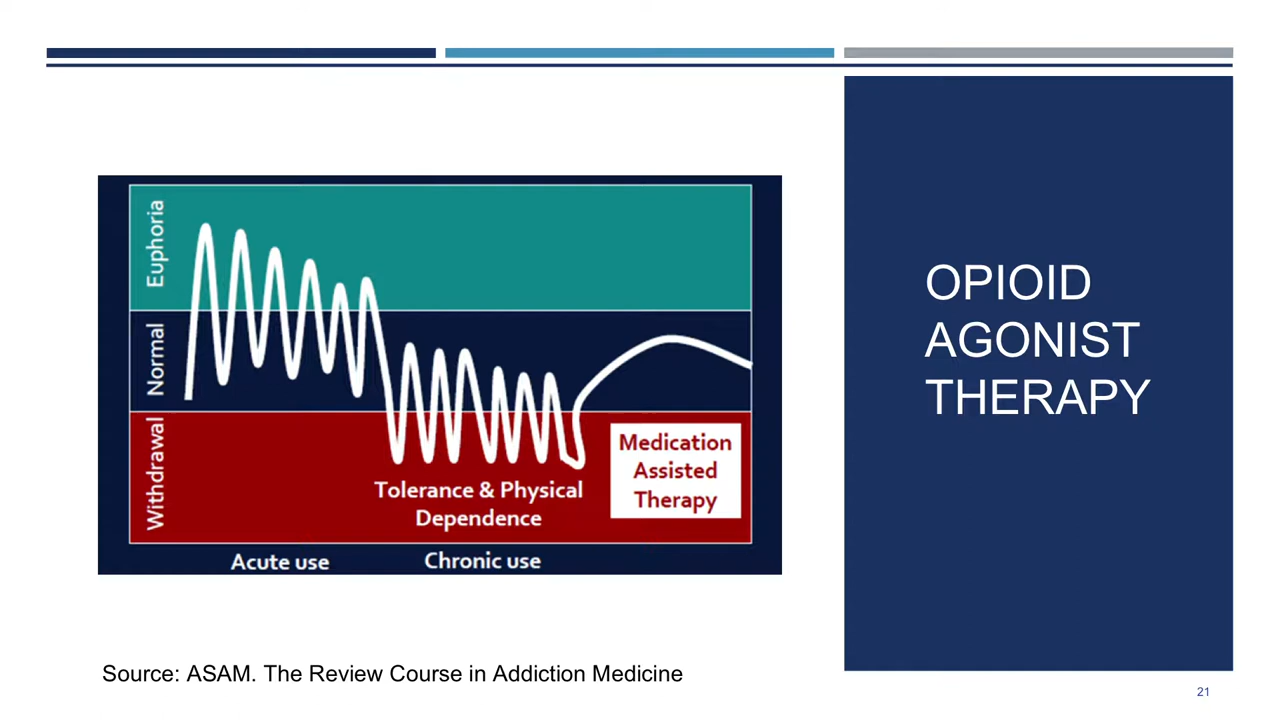 Euphoria
Normal
Withdrawal
Tolerance & Physical
Dependence
Medication
Assisted
Therapy
Acute use
Chronic use
OPIOID
AGONIST
THERAPY
Source: ASAM. The Review Course in Addiction Medicine
21